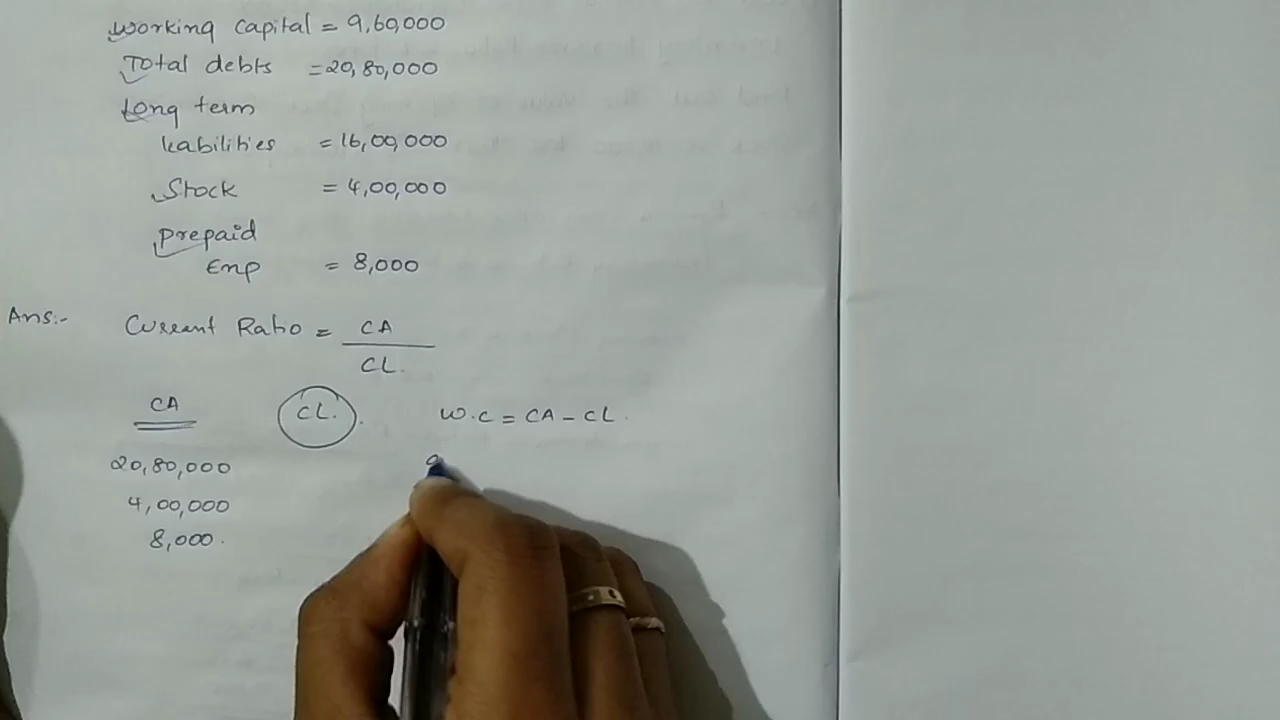 Working Capital = 9,60,000
Total debts = 20,80,000
Long term
liabilities = 16,00,000
Stock = 4,00,000
Prepaid
Exp = 8,000
Ans:- Current Ratio = CA
CL.
CA CL. W.C = CA - CL.
20,80,000 9
4,00,000
8,000.